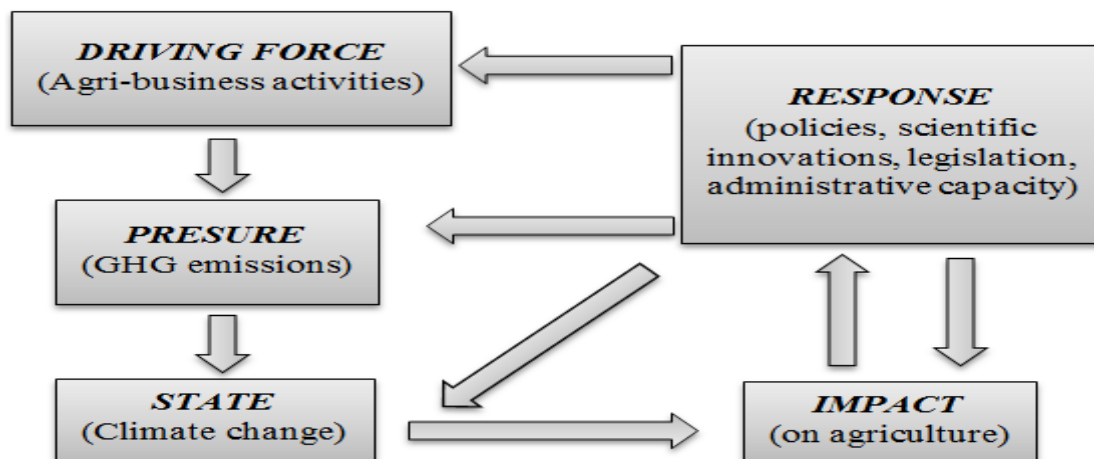 DRIVING FORCE
(Agri-business activities)
RESPONSE
(policies, scientific
innovations, legislation,
administrative capacity)
PRESURE
(GHG emissions)
STATE
(Climate change)
IMPACT
(on agriculture)